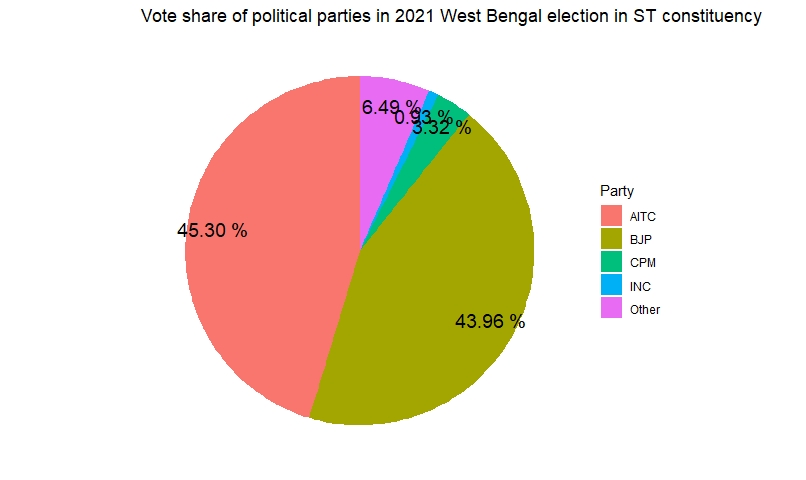 Vote share of political parties in 2021 West Bengal election in ST constituency
6.49 %
0.93 %
3.32 %
45.30 %
43.96 %
Party
AITC
BJP
CPM
INC
Other